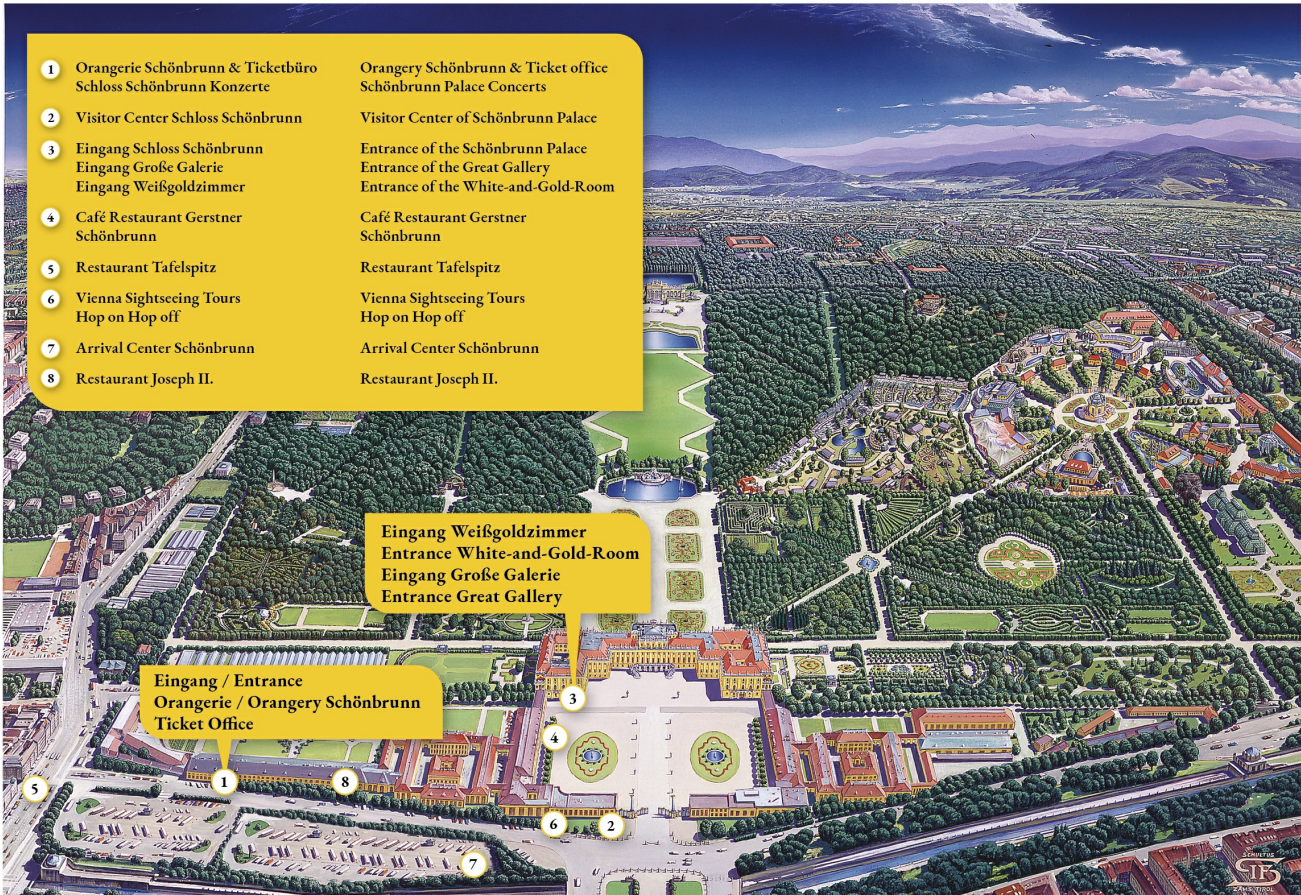 1 Orangerie Schönbrunn & Ticketbüro
Schloss Schönbrunn Konzerte
Orangery Schönbrunn & Ticket office
Schönbrunn Palace Concerts
2 Visitor Center Schloss Schönbrunn
Visitor Center of Schönbrunn Palace
3 Eingang Schloss Schönbrunn
Eingang Große Galerie
Eingang Weißgoldzimmer
Entrance of the Schönbrunn Palace
Entrance of the Great Gallery
Entrance of the White-and-Gold-Room
4 Café Restaurant Gerstner
Schönbrunn
Café Restaurant Gerstner
Schönbrunn
5 Restaurant Tafelspitz
Restaurant Tafelspitz
6 Vienna Sightseeing Tours
Hop on Hop off
Vienna Sightseeing Tours
Hop on Hop off
7 Arrival Center Schönbrunn
Arrival Center Schönbrunn
8 Restaurant Joseph II.
Restaurant Joseph II.
Eingang Weißgoldzimmer
Entrance White-and-Gold-Room
Eingang Große Galerie
Entrance Great Gallery
Eingang / Entrance
Orangerie / Orangery Schönbrunn
Ticket Office
3
4
1
8
5
6
2
7
SCHULTUS
ZAMS-TIROL